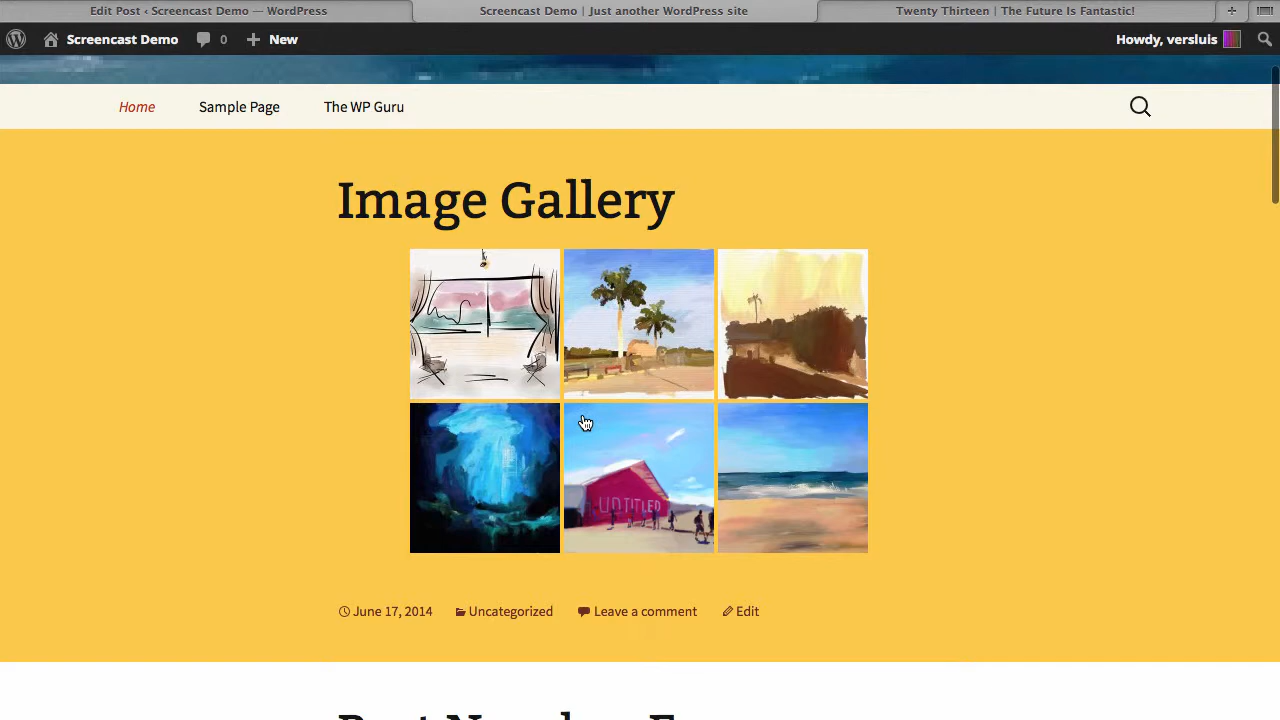 Edit Post ‹ Screencast Demo — WordPress
Screencast Demo | Just another WordPress site
Twenty Thirteen | The Future Is Fantastic!
Screencast Demo 0 New
Howdy, versluis
Home Sample Page The WP Guru
Image Gallery
UNTITLED
June 17, 2014 Uncategorized Leave a comment Edit